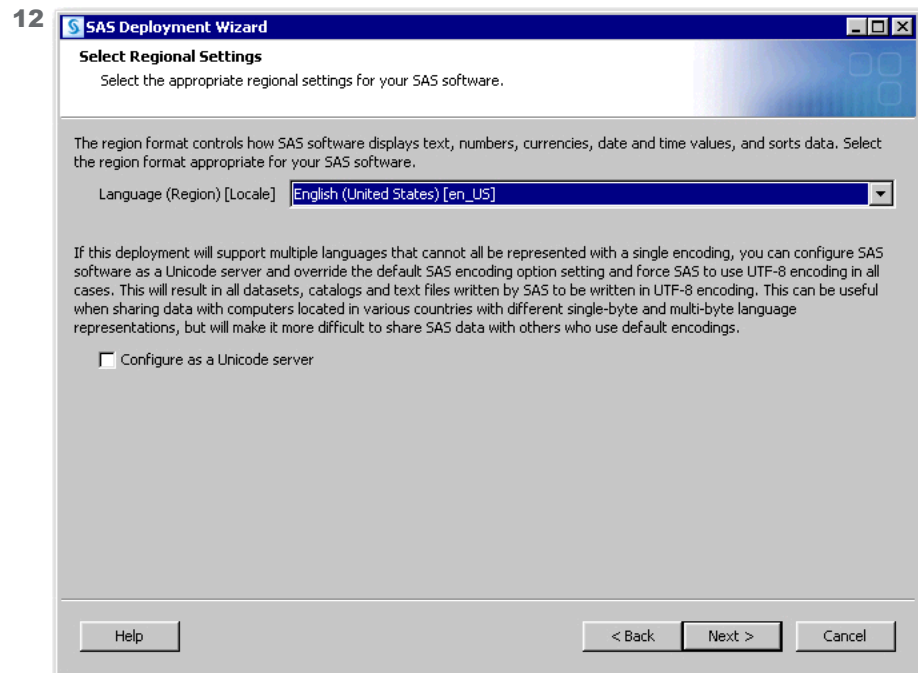 12
SAS Deployment Wizard
Select Regional Settings
Select the appropriate regional settings for your SAS software.
The region format controls how SAS software displays text, numbers, currencies, date and time values, and sorts data. Select
the region format appropriate for your SAS software.
Language (Region) [Locale] English (United States) [en_US]
If this deployment will support multiple languages that cannot all be represented with a single encoding, you can configure SAS
software as a Unicode server and override the default SAS encoding option setting and force SAS to use UTF-8 encoding in all
cases. This will result in all datasets, catalogs and text files written by SAS to be written in UTF-8 encoding. This can be useful
when sharing data with computers located in various countries with different single-byte and multi-byte language
representations, but will make it more difficult to share SAS data with others who use default encodings.
Configure as a Unicode server
Help < Back Next > Cancel